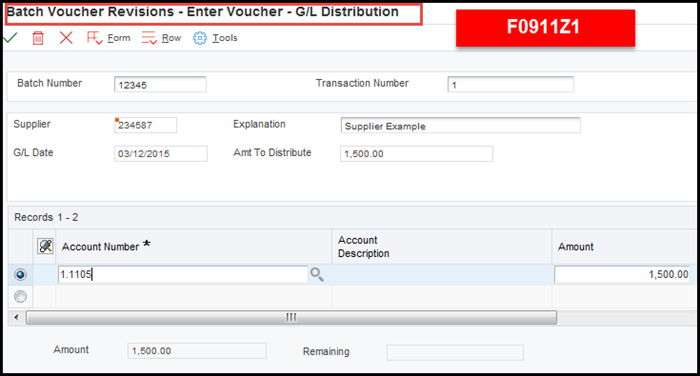 Batch Voucher Revisions - Enter Voucher - G/L Distribution
F0911Z1
Form Row Tools
Batch Number 12345 Transaction Number 1
Supplier 234587 Explanation Supplier Example
G/L Date 03/12/2015 Amt To Distribute 1,500.00
Records 1 - 2
Account Number * Account Description Amount
1.1105 1,500.00
Amount 1,500.00 Remaining